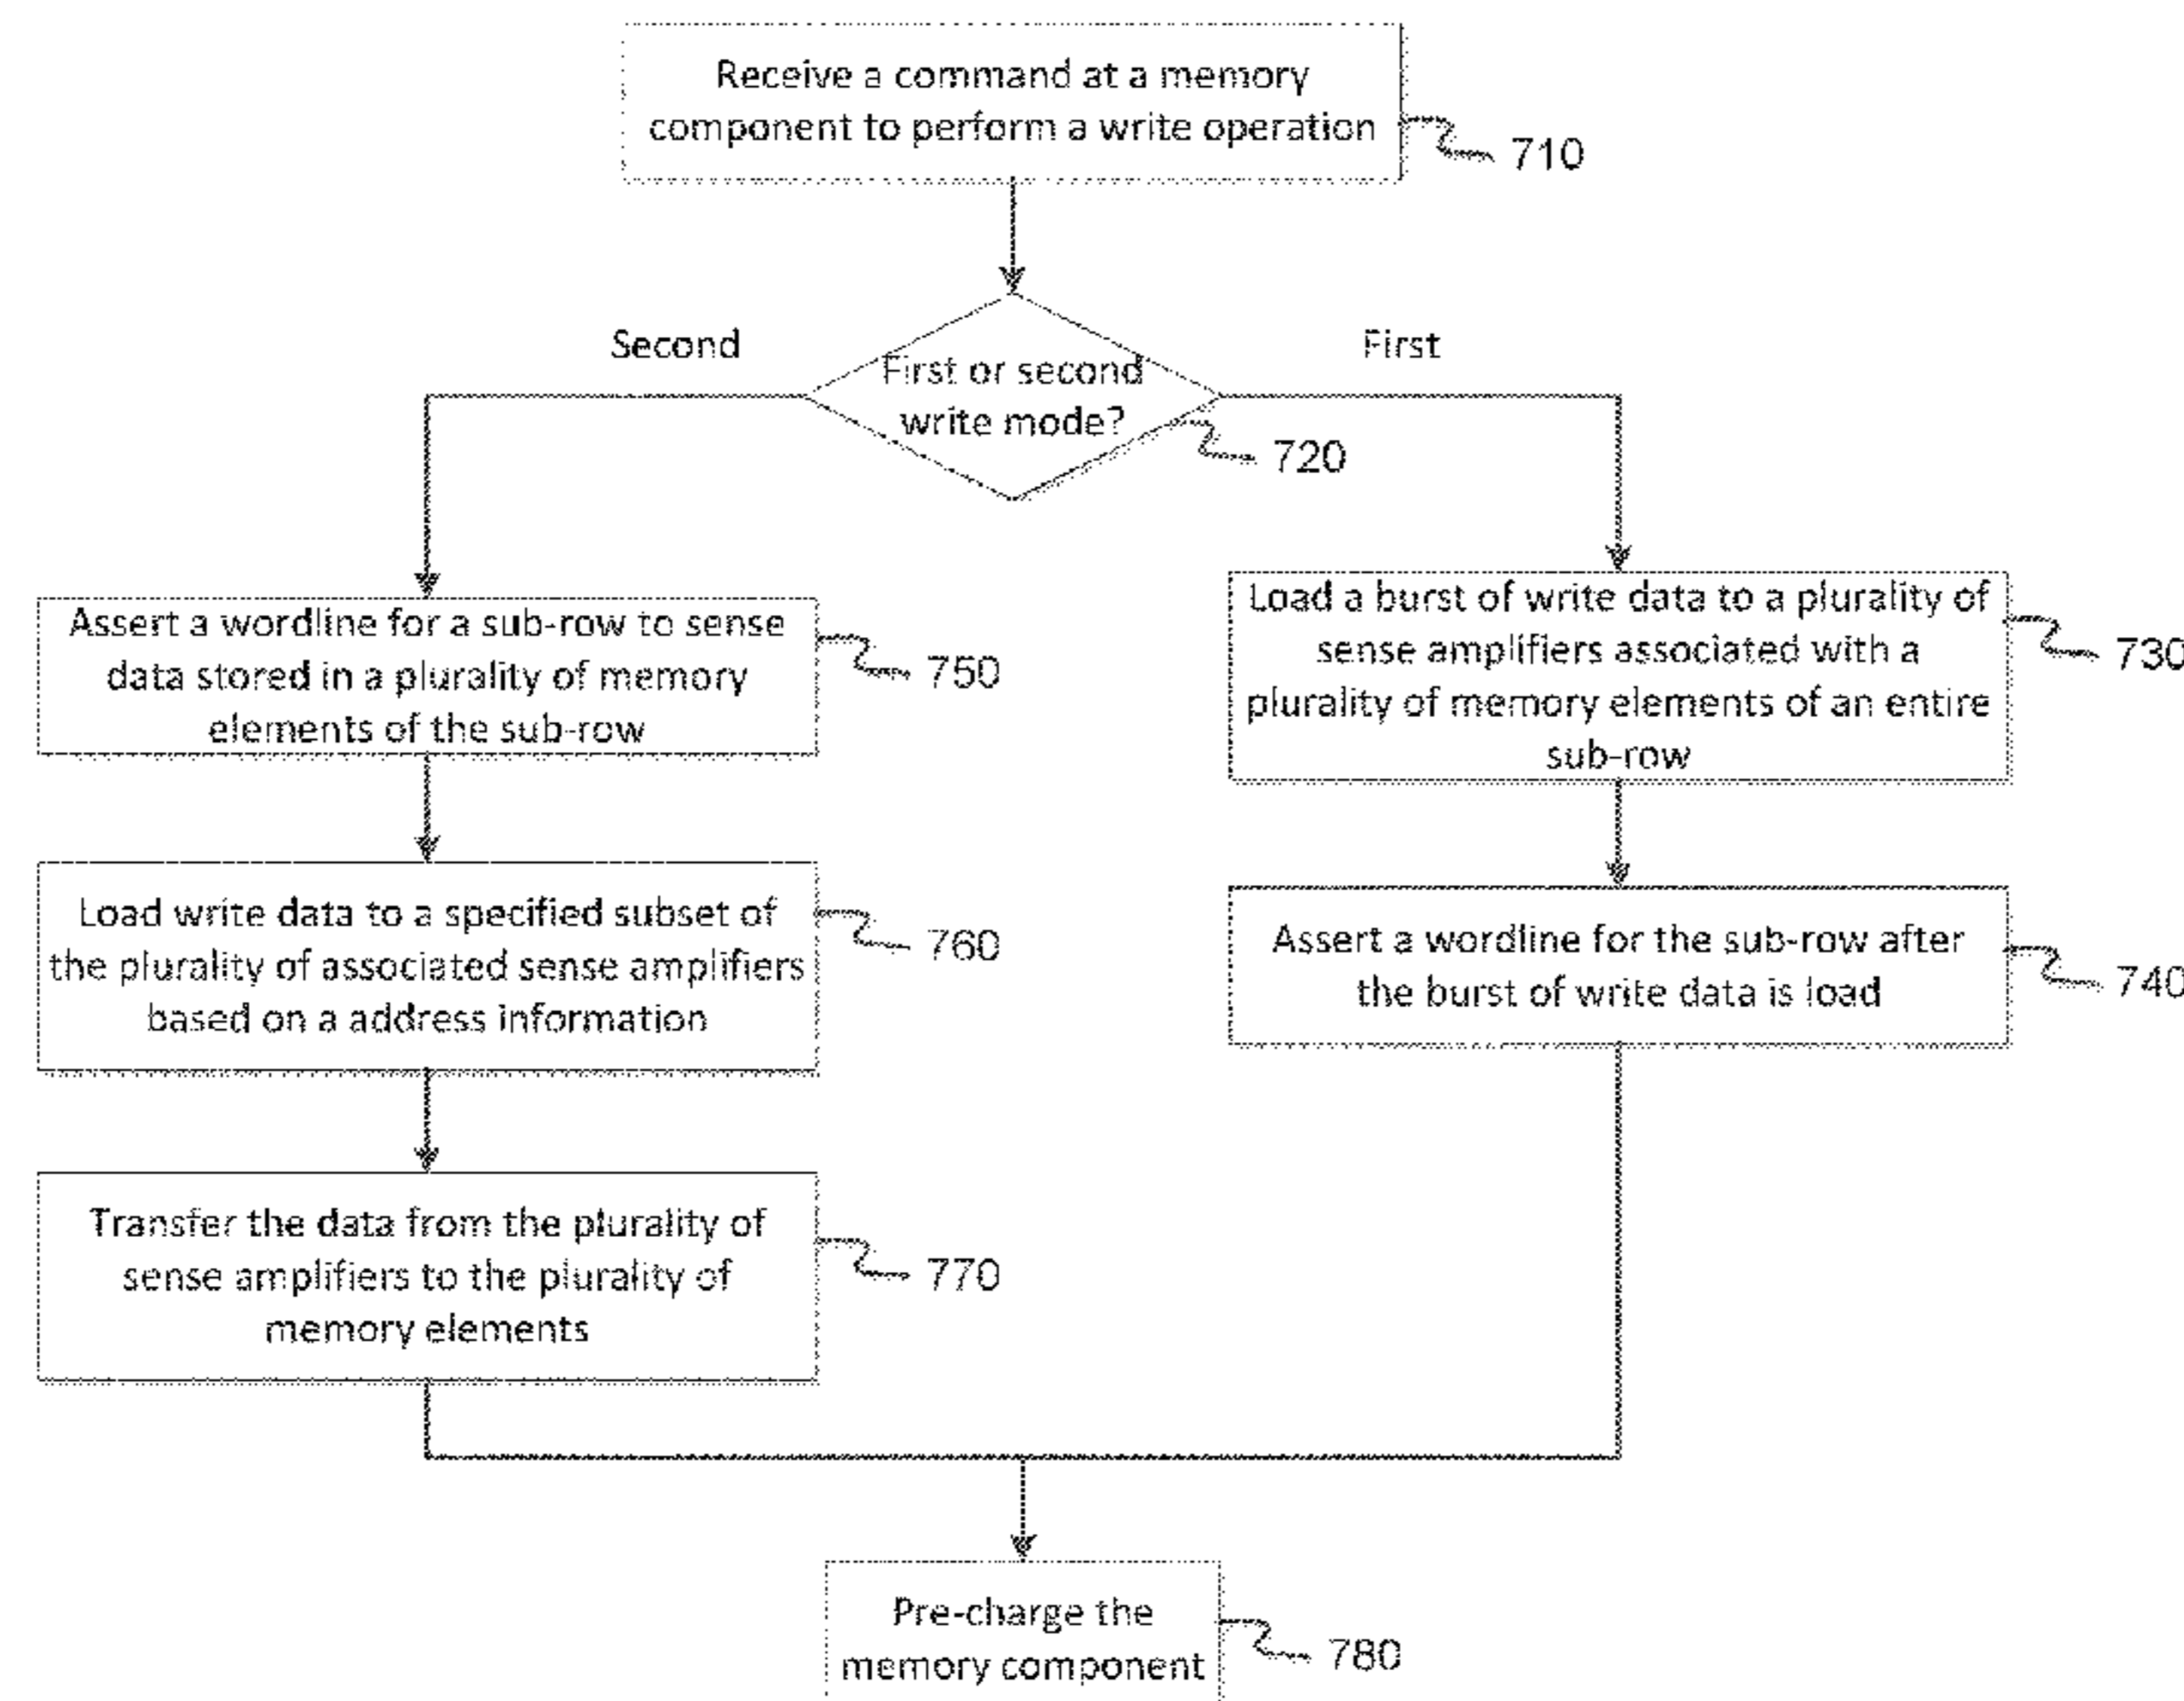 Receive a command at a memory
component to perform a write operation
710
Second
First
First or second
write mode?
720
Assert a wordline for a sub-row to sense
data stored in a plurality of memory
elements of the sub-row
750
Load a burst of write data to a plurality of
sense amplifiers associated with a
plurality of memory elements of an entire
sub-row
730
Load write data to a specified subset of
the plurality of associated sense amplifiers
based on a address information
760
Assert a wordline for the sub-row after
the burst of write data is load
740
Transfer the data from the plurality of
sense amplifiers to the plurality of
memory elements
770
Pre-charge the
memory component
780